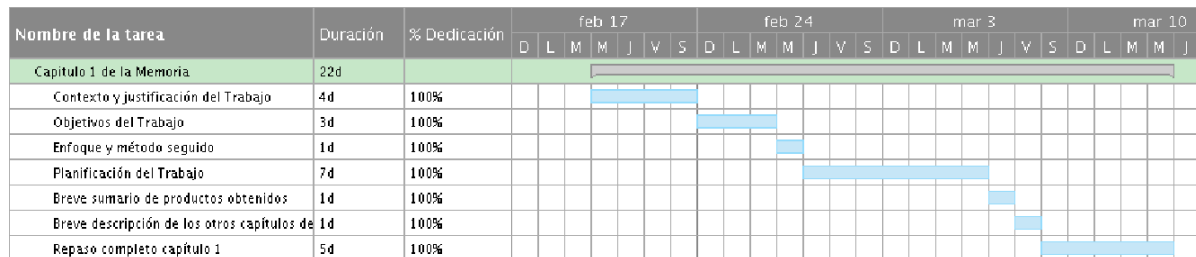 Nombre de la tarea Duración % Dedicación feb 17 feb 24 mar 3 mar 10
D L M M J V S D L M M J V S D L M M J V S D L M M J
Capitulo 1 de la Memoria 22d
Contexto y justificación del Trabajo 4d 100%
Objetivos del Trabajo 3d 100%
Enfoque y método seguido 1d 100%
Planificación del Trabajo 7d 100%
Breve sumario de productos obtenidos 1d 100%
Breve descripción de los otros capítulos de 1d 100%
Repaso completo capítulo 1 5d 100%